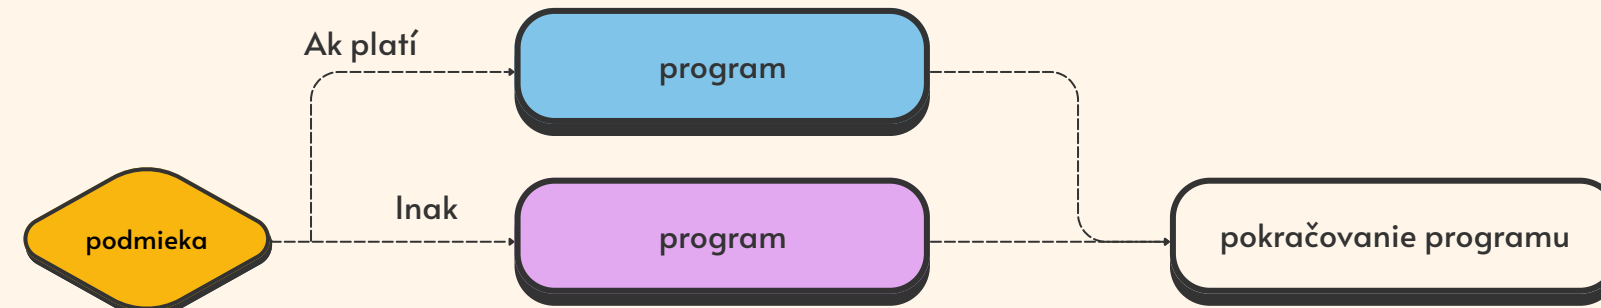 Ak platí
program
Inak
podmieka
program
pokračovanie programu